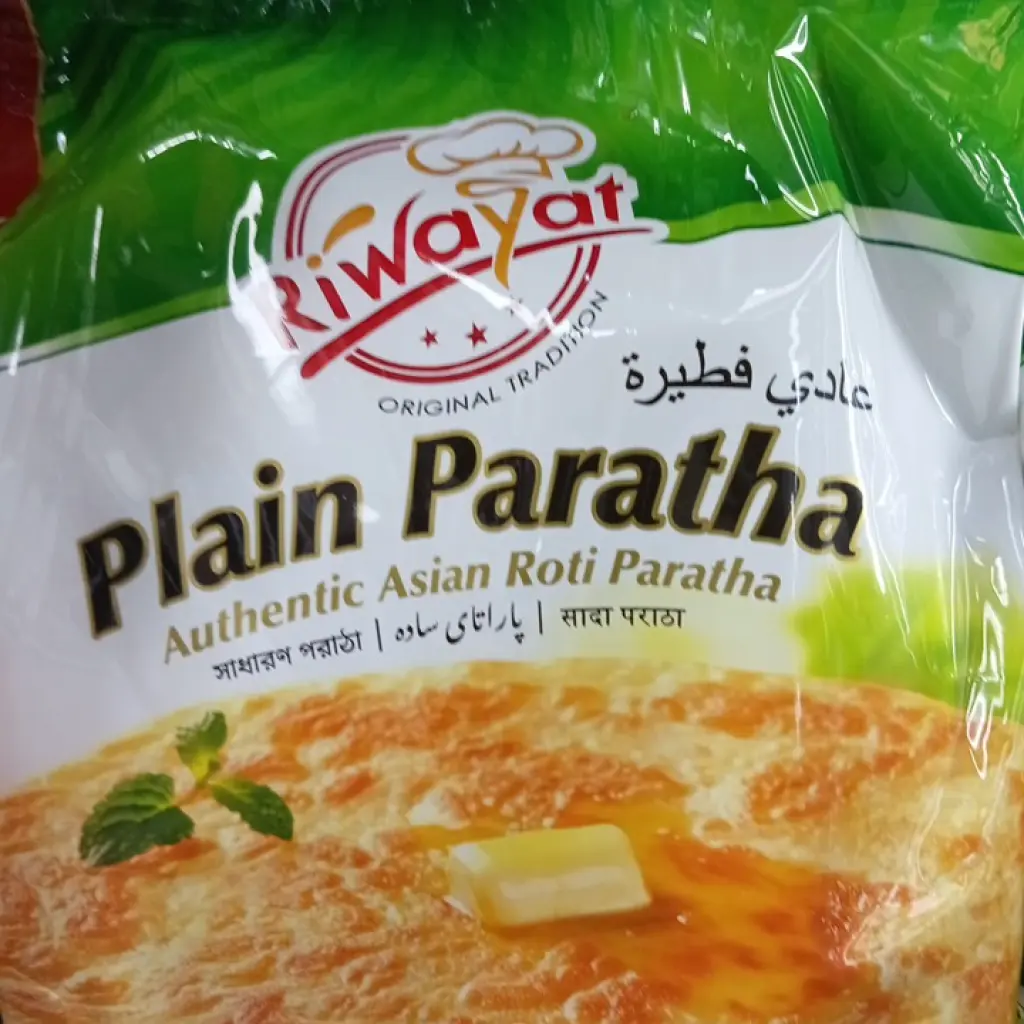 Riwayat
ORIGINAL TRADITION
عادي فطيرة
Plain Paratha
Authentic Asian Roti Paratha
সাধারণ পরাঠা | پاراتای ساده | सादा पराठा